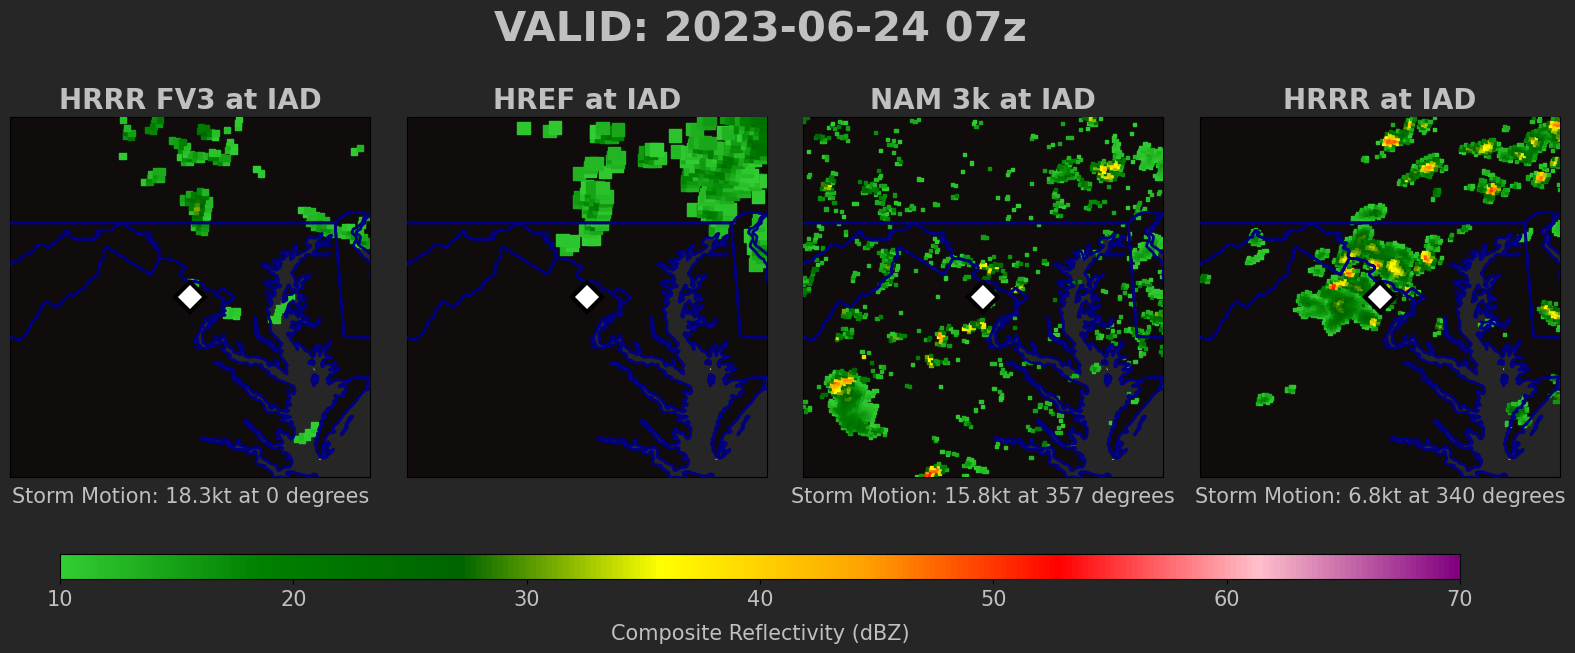 VALID: 2023-06-24 07z
HRRR FV3 at IAD
HREF at IAD
NAM 3k at IAD
HRRR at IAD
Storm Motion: 18.3kt at 0 degrees
Storm Motion: 15.8kt at 357 degrees
Storm Motion: 6.8kt at 340 degrees
10 20 30 40 50 60 70
Composite Reflectivity (dBZ)